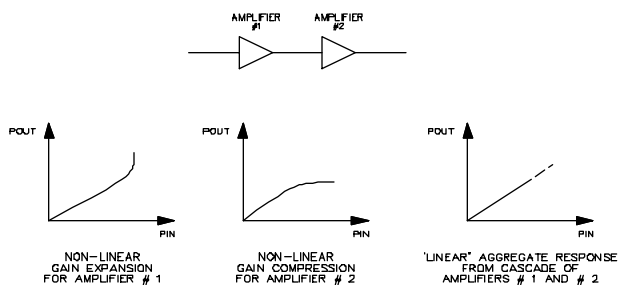 AMPLIFIER AMPLIFIER
#1 #2
POUT POUT POUT
PIN PIN PIN
NON-LINEAR
GAIN EXPANSION
FOR AMPLIFIER # 1
NON-LINEAR
GAIN COMPRESSION
FOR AMPLIFIER # 2
"LINEAR" AGGREGATE RESPONSE
FROM CASCADE OF
AMPLIFIERS # 1 AND # 2